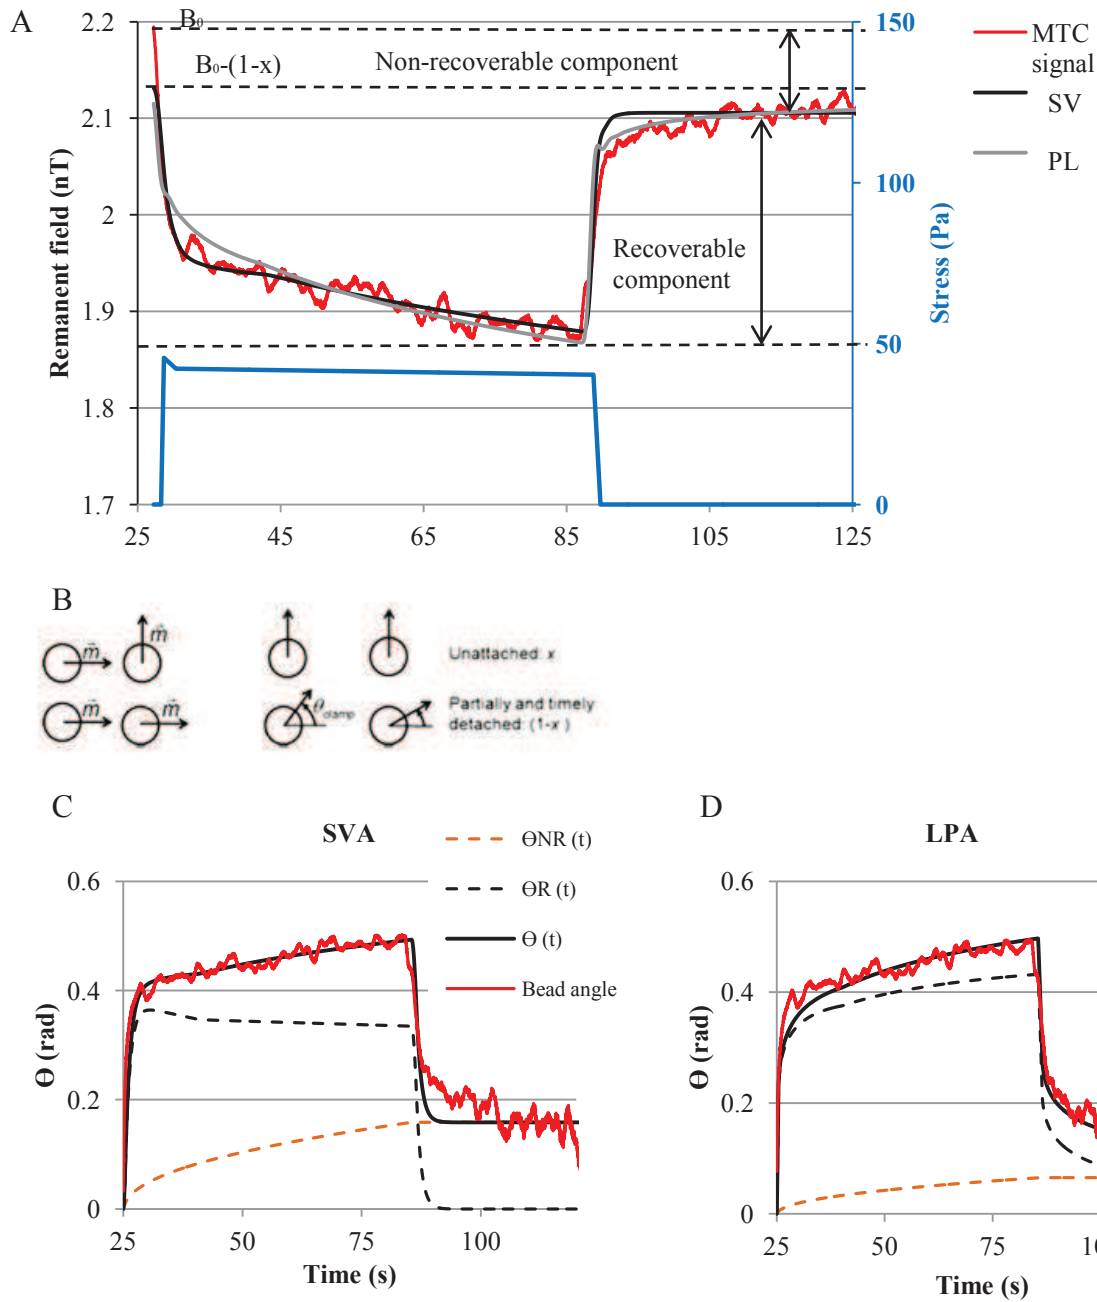 A
B₀
B₀-(1-x)
Non-recoverable component
Recoverable
component
2.2
2.1
2
1.9
1.8
1.7
Remanent field (nT)
150
100
50
0
Stress (Pa)
25
45
65
85
105
125
MTC
signal
SV
PL
B
m⃗
m⃗
m⃗
m⃗
Unattached: x
θclamp
Partially and timely
detached: (1-x)
C
SVA
ΘNR (t)
ΘR (t)
Θ (t)
Bead angle
0.6
0.4
0.2
0
Θ (rad)
25
50
75
100
Time (s)
D
LPA
0.6
0.4
0.2
0
Θ (rad)
25
50
75
Time (s)